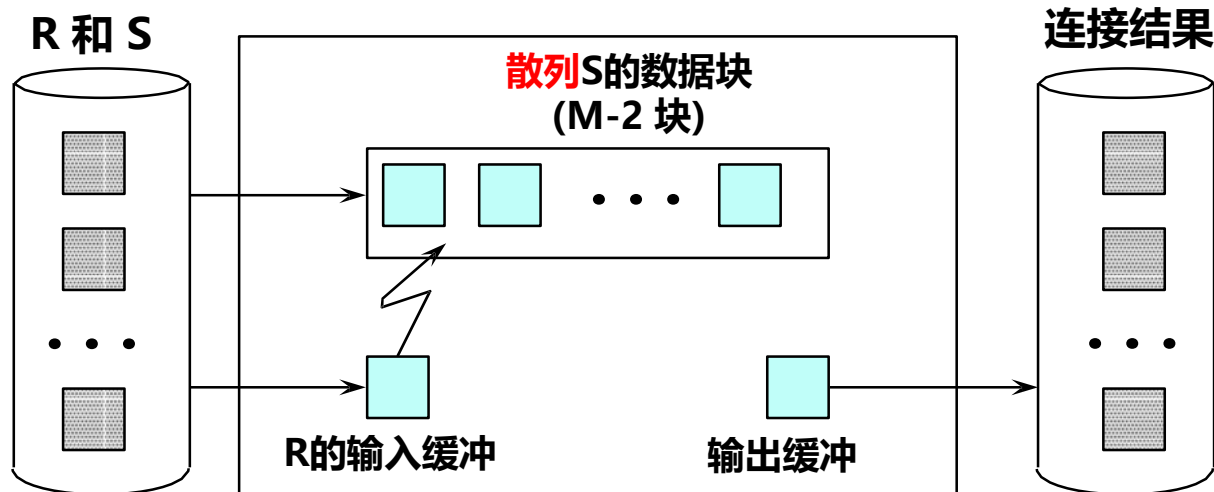 R 和 S
连接结果
散列S的数据块
(M-2 块)
R的输入缓冲
输出缓冲